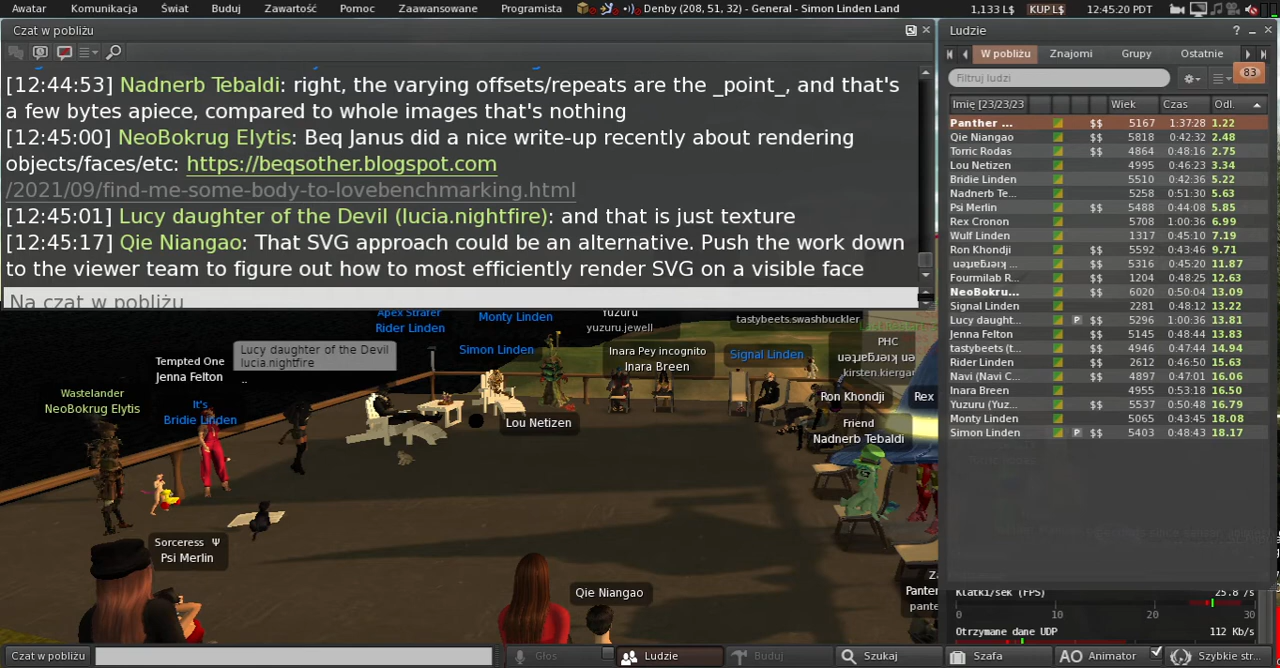 Awatar Komunikacja Świat Buduj Zawartość Pomoc Zaawansowane Programista Denby (208, 51, 32) - General - Simon Linden Land 1,133 L$ KUP L$ 12:45:20 PDT
Czat w pobliżu
[12:44:53] Nadnerb Tebaldi: right, the varying offsets/repeats are the _point_, and that's
a few bytes apiece, compared to whole images that's nothing
[12:45:00] NeoBokrug Elytis: Beq Janus did a nice write-up recently about rendering
objects/faces/etc: https://beqsother.blogspot.com
/2021/09/find-me-some-body-to-lovebenchmarking.html
[12:45:01] Lucy daughter of the Devil (lucia.nightfire): and that is just texture
[12:45:17] Qie Niangao: That SVG approach could be an alternative. Push the work down
to the viewer team to figure out how to most efficiently render SVG on a visible face
Na czat w pobliżu
Ludzie ?
W pobliżu Znajomi Grupy Ostatnie
Filtruj ludzi 83
Imię [23/23/23 Wiek Czas Odl.
Panther ... $$ 5167 1:37:28 1.22
Qie Niangao $$ 5818 0:42:32 2.48
Torric Rodas $$ 4864 0:48:16 2.75
Lou Netizen 4995 0:46:23 3.34
Bridie Linden 5510 0:42:36 5.22
Nadnerb Te... 5258 0:51:30 5.63
Psi Merlin $$ 5488 0:44:08 5.85
Rex Cronon 5708 1:00:36 6.99
Wulf Linden 1317 0:45:10 7.19
Ron Khondji $$ 5592 0:43:46 9.71
$$ 5316 0:45:20 11.87
Fourmilab R... $$ 1204 0:48:25 12.63
NeoBokru... $$ 6020 0:50:04 13.09
Signal Linden 2281 0:48:12 13.22
Lucy daught... P $$ 5296 1:00:36 13.81
Jenna Felton $$ 5145 0:48:44 13.83
tastybeets (t... $$ 4946 0:47:44 14.94
Rider Linden $$ 2612 0:46:50 15.63
Navi (Navi C... $$ 4897 0:47:01 16.06
Inara Breen 4955 0:53:18 16.50
Yuzuru (Yuz... $$ 5537 0:50:48 16.79
Monty Linden 5065 0:43:45 18.08
Simon Linden P $$ 5403 0:48:43 18.17
Apex Strafer
Rider Linden
Monty Linden
Yuzuru
yuzuru.jewell
tastybeets.swashbuckler
Simon Linden
Signal Linden
Lucy daughter of the Devil
lucia.nightfire
..
Tempted One
Jenna Felton
Inara Pey incognito
Inara Breen
PHC
kirsten.kiergar
Wastelander
NeoBokrug Elytis
It's
Bridie Linden
Ron Khondji
Rex
Lou Netizen
Friend
Nadnerb Tebaldi
Sorceress Ψ
Psi Merlin
Qie Niangao
Panter
pante
Klatki/sek (FPS) 25.8 /s
0 10 20 30
Otrzymane dane UDP 112 Kb/s
Czat w pobliżu Głos Ludzie Buduj Szukaj Szafa AO Animator Szybkie str...